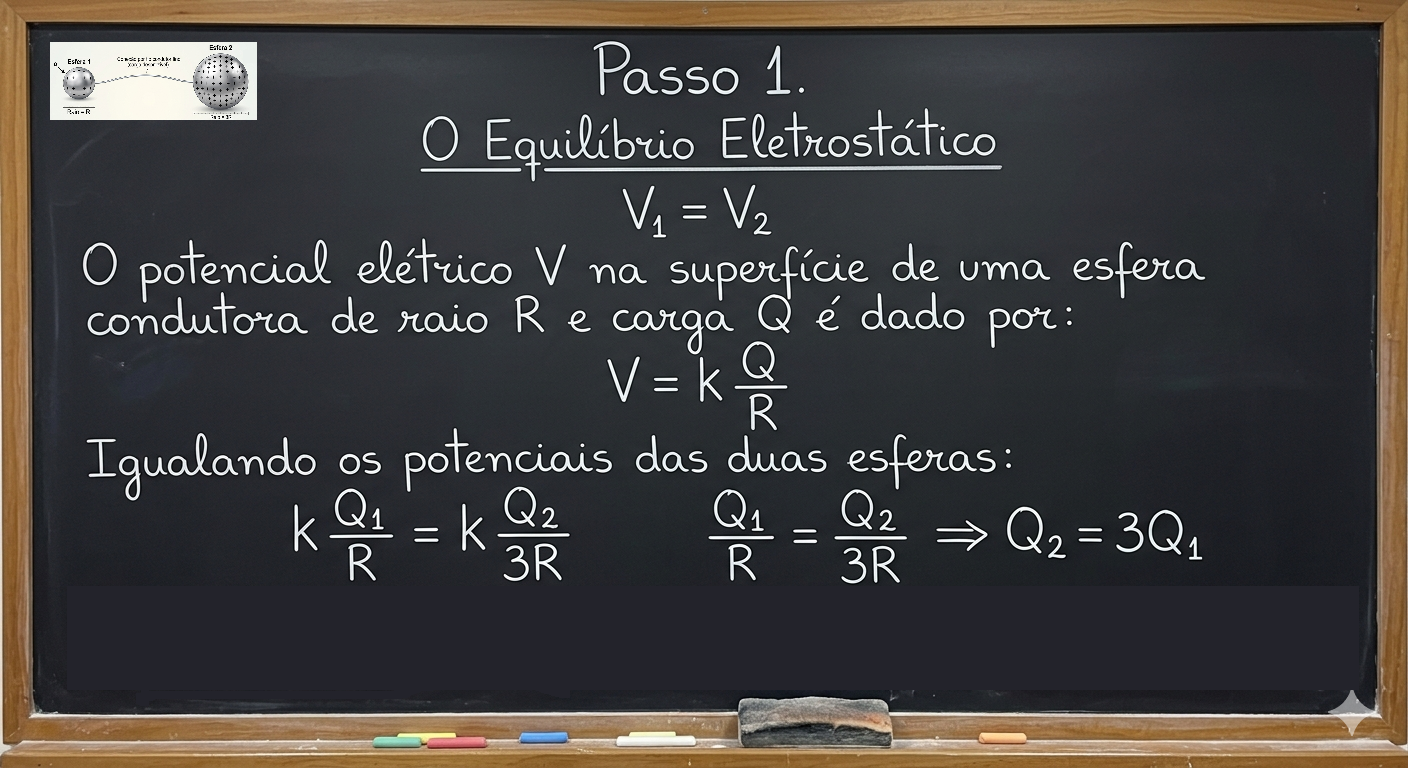 Esfera 1
Esfera 2
Raio = R
Passo 1.
O Equilíbrio Eletrostático
V₁ = V₂
O potencial elétrico V na superfície de uma esfera
condutora de raio R e carga Q é dado por:
V = k Q/R
Igualando os potenciais das duas esferas:
k Q₁/R = k Q₂/3R Q₁/R = Q₂/3R ⇒ Q₂ = 3Q₁